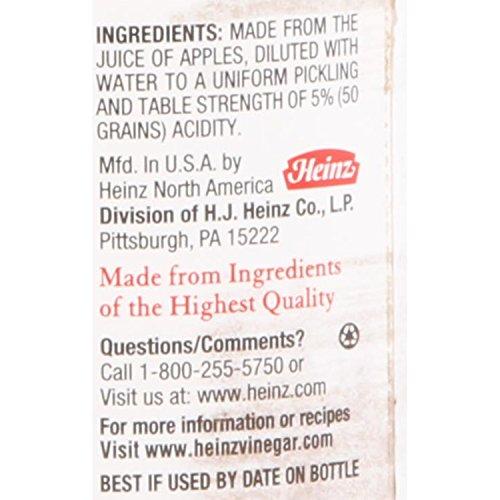 INGREDIENTS: MADE FROM THE
JUICE OF APPLES, DILUTED WITH
WATER TO A UNIFORM PICKLING
AND TABLE STRENGTH OF 5% (50
GRAINS) ACIDITY.
Mfd. In U.S.A. by
Heinz North America
Heinz
Division of H.J. Heinz Co., L.P.
Pittsburgh, PA 15222
Made from Ingredients
of the Highest Quality
Questions/Comments?
Call 1-800-255-5750 or
Visit us at: www.heinz.com
For more information or recipes
Visit www.heinzvinegar.com
BEST IF USED BY DATE ON BOTTLE